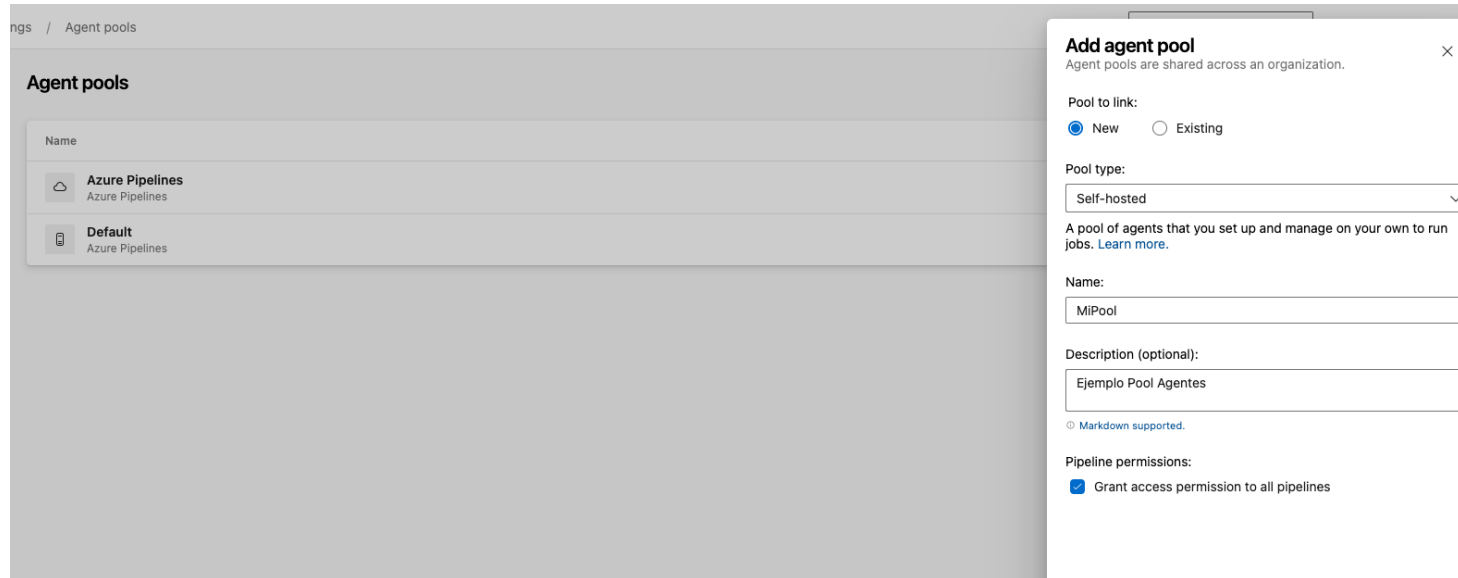 ngs / Agent pools
Agent pools
Name
Azure Pipelines
Azure Pipelines
Default
Azure Pipelines
Add agent pool
Agent pools are shared across an organization.
Pool to link:
New Existing
Pool type:
Self-hosted
A pool of agents that you set up and manage on your own to run
jobs. Learn more.
Name:
MiPool
Description (optional):
Ejemplo Pool Agentes
Markdown supported.
Pipeline permissions:
Grant access permission to all pipelines